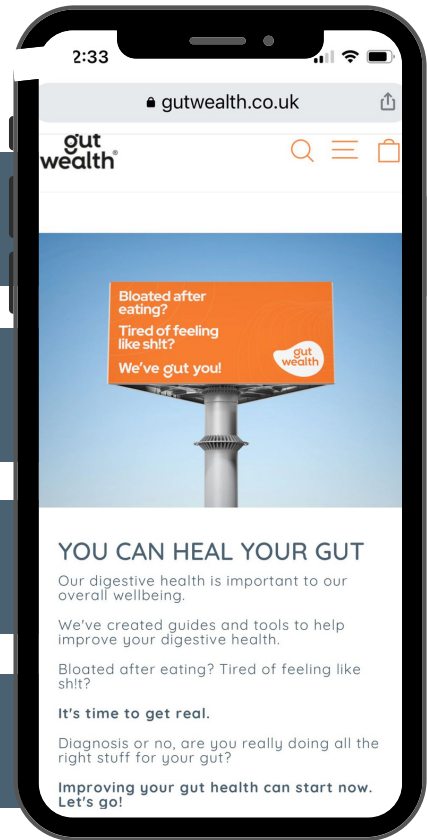 2:33
gutwealth.co.uk
gut
wealth®
Bloated after
eating?
Tired of feeling
like sh!t?
We've gut you!
gut
wealth
YOU CAN HEAL YOUR GUT
Our digestive health is important to our
overall wellbeing.
We've created guides and tools to help
improve your digestive health.
Bloated after eating? Tired of feeling like
sh!t?
It's time to get real.
Diagnosis or no, are you really doing all the
right stuff for your gut?
Improving your gut health can start now.
Let's go!